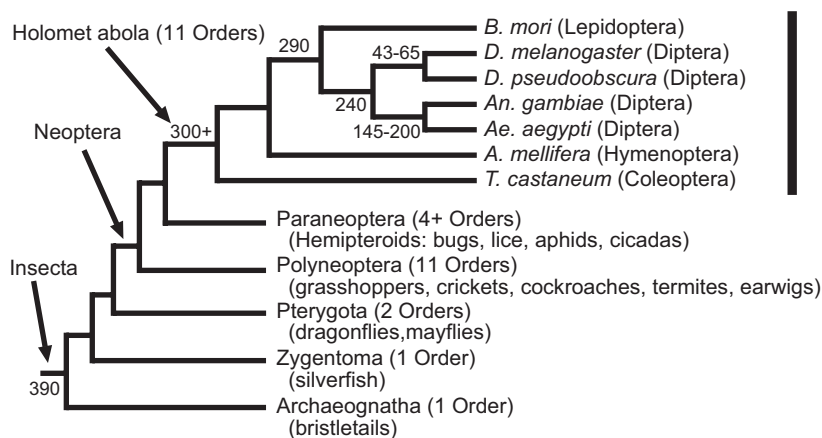 Holomet abola (11 Orders)
Neoptera
Insecta
390
300+
290
240
43-65
145-200
B. mori (Lepidoptera)
D. melanogaster (Diptera)
D. pseudoobscura (Diptera)
An. gambiae (Diptera)
Ae. aegypti (Diptera)
A. mellifera (Hymenoptera)
T. castaneum (Coleoptera)
Paraneoptera (4+ Orders)
(Hemipteroids: bugs, lice, aphids, cicadas)
Polyneoptera (11 Orders)
(grasshoppers, crickets, cockroaches, termites, earwigs)
Pterygota (2 Orders)
(dragonflies,mayflies)
Zygentoma (1 Order)
(silverfish)
Archaeognatha (1 Order)
(bristletails)